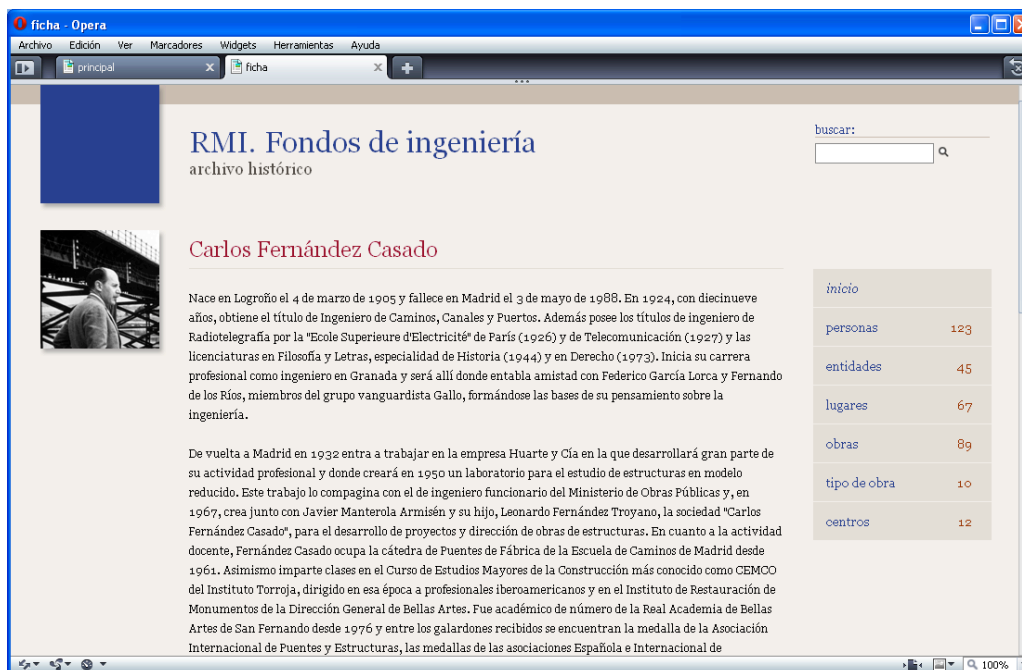 ficha - Opera
Archivo Edición Ver Marcadores Widgets Herramientas Ayuda
principal ficha
RMI. Fondos de ingeniería
archivo histórico
buscar:
Carlos Fernández Casado
Nace en Logroño el 4 de marzo de 1905 y fallece en Madrid el 3 de mayo de 1988. En 1924, con diecinueve
años, obtiene el título de Ingeniero de Caminos, Canales y Puertos. Además posee los títulos de ingeniero de
Radiotelegrafía por la "Ecole Superieure d'Electricité" de París (1926) y de Telecomunicación (1927) y las
licenciaturas en Filosofía y Letras, especialidad de Historia (1944) y en Derecho (1973). Inicia su carrera
profesional como ingeniero en Granada y será allí donde entabla amistad con Federico García Lorca y Fernando
de los Ríos, miembros del grupo vanguardista Gallo, formándose las bases de su pensamiento sobre la
ingeniería.
De vuelta a Madrid en 1932 entra a trabajar en la empresa Huarte y Cía en la que desarrollará gran parte de
su actividad profesional y donde creará en 1950 un laboratorio para el estudio de estructuras en modelo
reducido. Este trabajo lo compagina con el de ingeniero funcionario del Ministerio de Obras Públicas y, en
1967, crea junto con Javier Manterola Armisén y su hijo, Leonardo Fernández Troyano, la sociedad "Carlos
Fernández Casado", para el desarrollo de proyectos y dirección de obras de estructuras. En cuanto a la actividad
docente, Fernández Casado ocupa la cátedra de Puentes de Fábrica de la Escuela de Caminos de Madrid desde
1961. Asimismo imparte clases en el Curso de Estudios Mayores de la Construcción más conocido como CEMCO
del Instituto Torroja, dirigido en esa época a profesionales iberoamericanos y en el Instituto de Restauración de
Monumentos de la Dirección General de Bellas Artes. Fue académico de número de la Real Academia de Bellas
Artes de San Fernando desde 1976 y entre los galardones recibidos se encuentran la medalla de la Asociación
Internacional de Puentes y Estructuras, las medallas de las asociaciones Española e Internacional de
inicio
personas 123
entidades 45
lugares 67
obras 89
tipo de obra 10
centros 12
100%